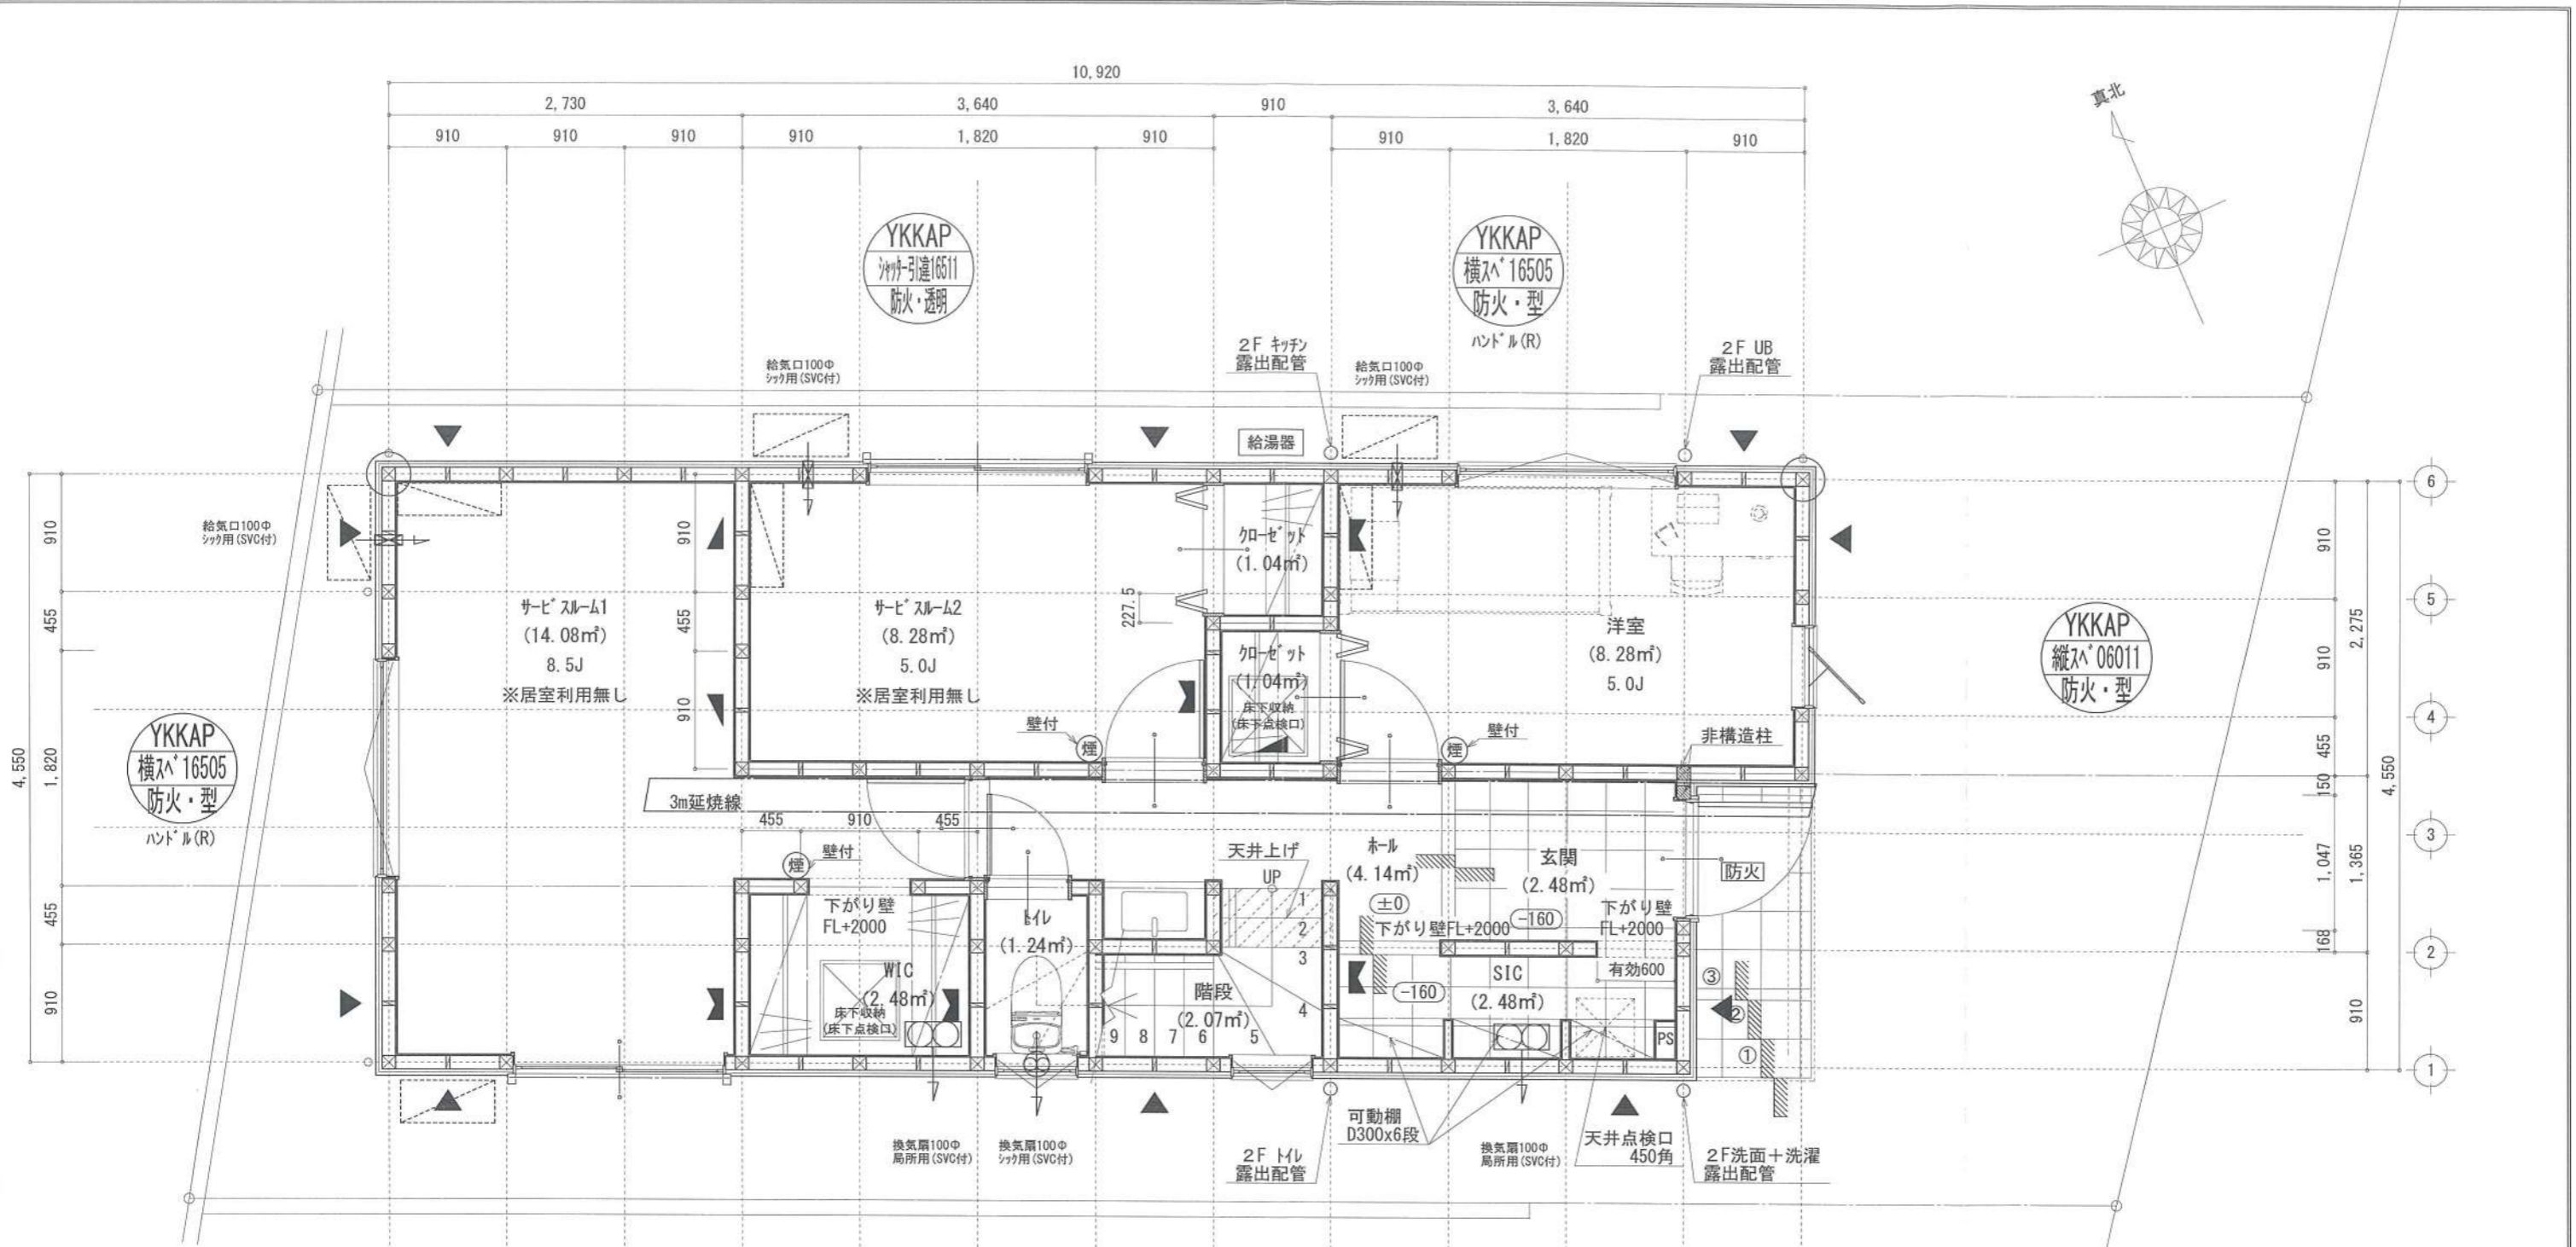 10,920
2,730
3,640
910
3,640
910
910
910
910
1,820
910
910
1,820
910
真北
YKKAP
シャッター引違16511
防火・透明
YKKAP
横スベ16505
防火・型
ハンドル(R)
給気口100Φ
シック用(SVC付)
2F キッチン
露出配管
給気口100Φ
シック用(SVC付)
2F UB
露出配管
給湯器
給気口100Φ
シック用(SVC付)
4,550
910
455
1,820
455
910
YKKAP
横スベ16505
防火・型
ハンドル(R)
サービスルーム1
(14.08㎡)
8.5J
※居室利用無し
910
455
910
サービスルーム2
(8.28㎡)
5.0J
※居室利用無し
壁付
煙
227.5
クローゼット
(1.04㎡)
クローゼット
(1.04㎡)
床下収納
(床下点検口)
洋室
(8.28㎡)
5.0J
煙
壁付
非構造柱
YKKAP
縦スベ06011
防火・型
910
910
455
150
1,047
168
910
2,275
1,365
4,550
6
5
4
3
2
1
3m延焼線
455
910
455
煙
壁付
下がり壁
FL+2000
WIC
(2.48㎡)
床下収納
(床下点検口)
トイレ
(1.24㎡)
天井上げ
UP
1
2
3
4
5
6
7
8
9
階段
(2.07㎡)
ホール
(4.14㎡)
±0
玄関
(2.48㎡)
防火
下がり壁FL+2000
-160
下がり壁
FL+2000
有効600
SIC
(2.48㎡)
-160
PS
③
②
①
換気扇100Φ
局所用(SVC付)
換気扇100Φ
シック用(SVC付)
2F トイレ
露出配管
可動棚
D300x6段
換気扇100Φ
局所用(SVC付)
天井点検口
450角
2F洗面+洗濯
露出配管